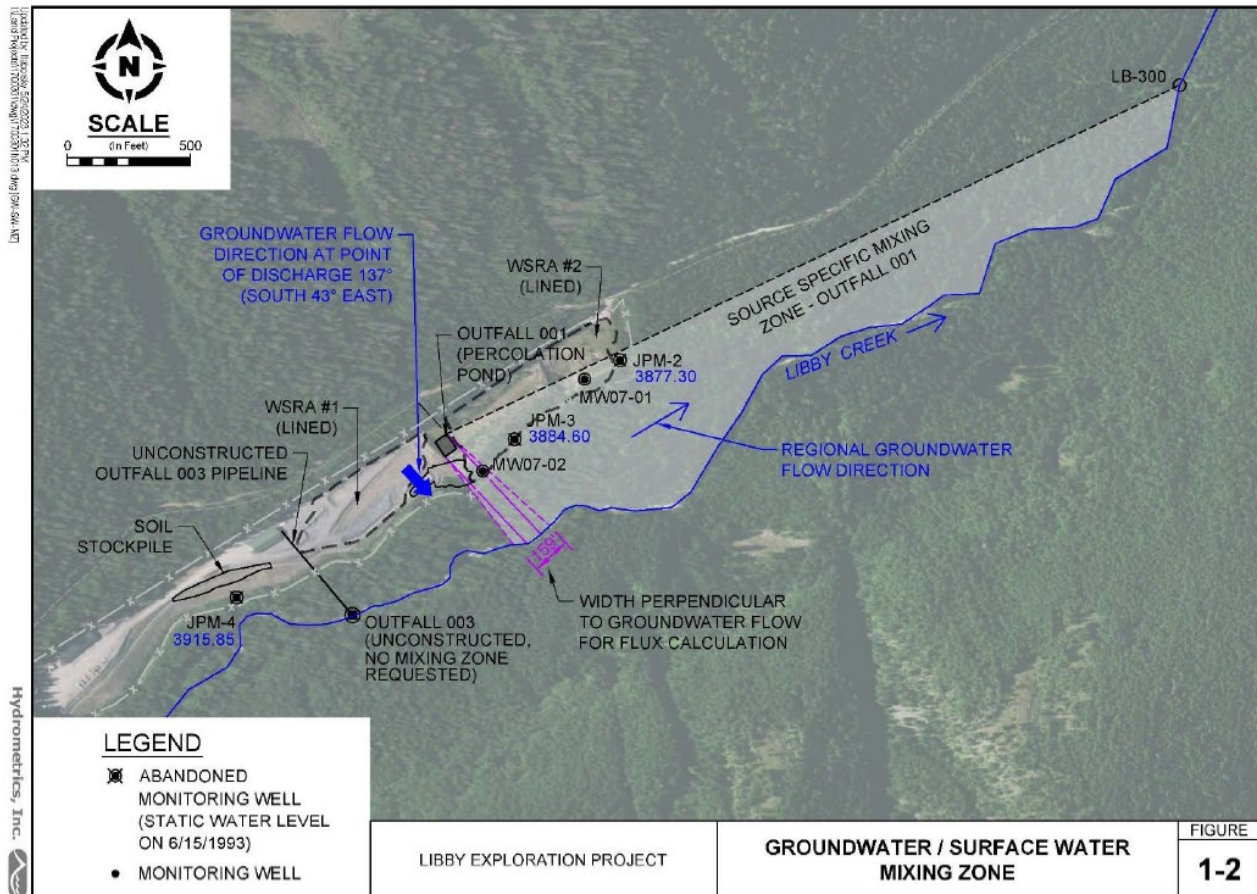 N
SCALE
(In Feet)
0 500
LB-300
GROUNDWATER FLOW
DIRECTION AT POINT
OF DISCHARGE 137°
(SOUTH 43° EAST)
WSRA #2
(LINED)
SOURCE SPECIFIC MIXING
ZONE - OUTFALL 001
OUTFALL 001
(PERCOLATION
POND)
LIBBY CREEK
JPM-2
3877.30
MW07-01
WSRA #1
(LINED)
JPM-3
3884.60
UNCONSTRUCTED
OUTFALL 003 PIPELINE
MW07-02
REGIONAL GROUNDWATER
FLOW DIRECTION
SOIL
STOCKPILE
159'
WIDTH PERPENDICULAR
TO GROUNDWATER FLOW
FOR FLUX CALCULATION
JPM-4
3915.85
OUTFALL 003
(UNCONSTRUCTED,
NO MIXING ZONE
REQUESTED)
LEGEND
ABANDONED
MONITORING WELL
(STATIC WATER LEVEL
ON 6/15/1993)
MONITORING WELL
LIBBY EXPLORATION PROJECT
GROUNDWATER / SURFACE WATER
MIXING ZONE
FIGURE
1-2
Hydrometrics, Inc.